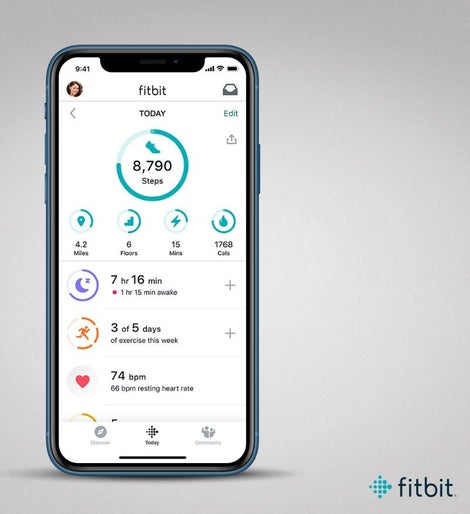 9:41
fitbit
TODAY
Edit
8,790
Steps
4.2
Miles
6
Floors
15
Mins
1768
Cals
7 hr 16 min
1 hr 15 min awake
3 of 5 days
of exercise this week
74 bpm
66 bpm resting heart rate
Discover
Today
Community
fitbit